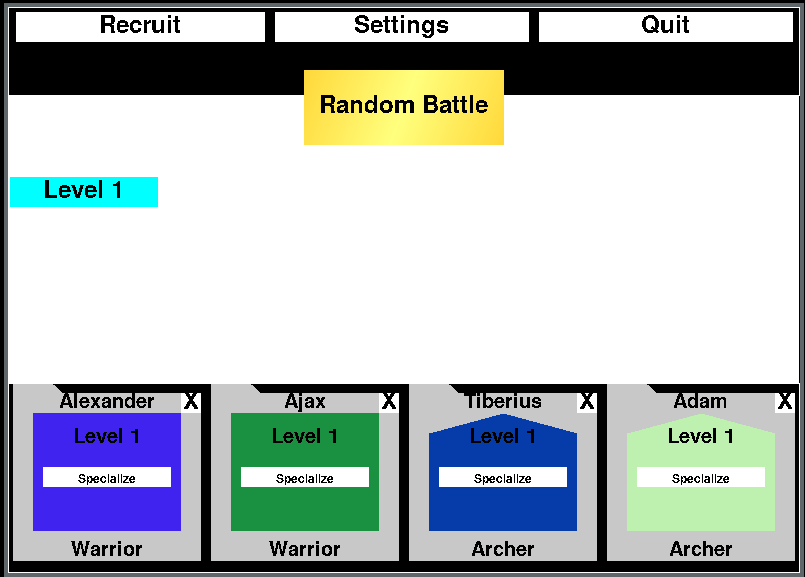 Recruit
Settings
Quit
Random Battle
Level 1
Alexander X
Ajax X
Tiberius X
Adam X
Level 1
Level 1
Level 1
Level 1
Specialize
Specialize
Specialize
Specialize
Warrior
Warrior
Archer
Archer